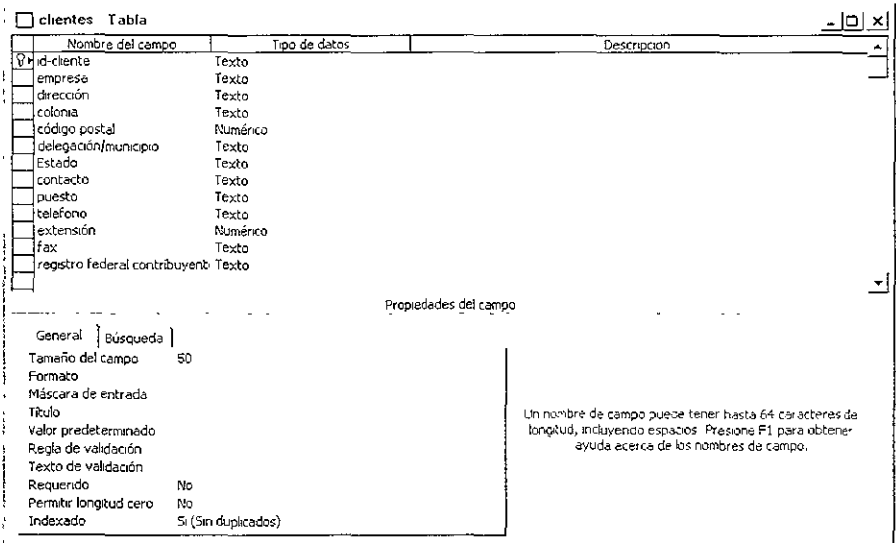 clientes Tabla
Nombre del campo Tipo de datos Descripción
id-cliente Texto
empresa Texto
dirección Texto
colonia Texto
código postal Numérico
delegación/municipio Texto
Estado Texto
contacto Texto
puesto Texto
telefono Texto
extensión Numérico
fax Texto
registro federal contribuyent Texto
Propiedades del campo
General Búsqueda
Tamaño del campo 50
Formato
Máscara de entrada
Título
Valor predeterminado
Regla de validación
Texto de validación
Requerido No
Permitir longitud cero No
Indexado Sí (Sin duplicados)
Un nombre de campo puede tener hasta 64 caracteres de
longitud, incluyendo espacios. Presione F1 para obtener
ayuda acerca de los nombres de campo.